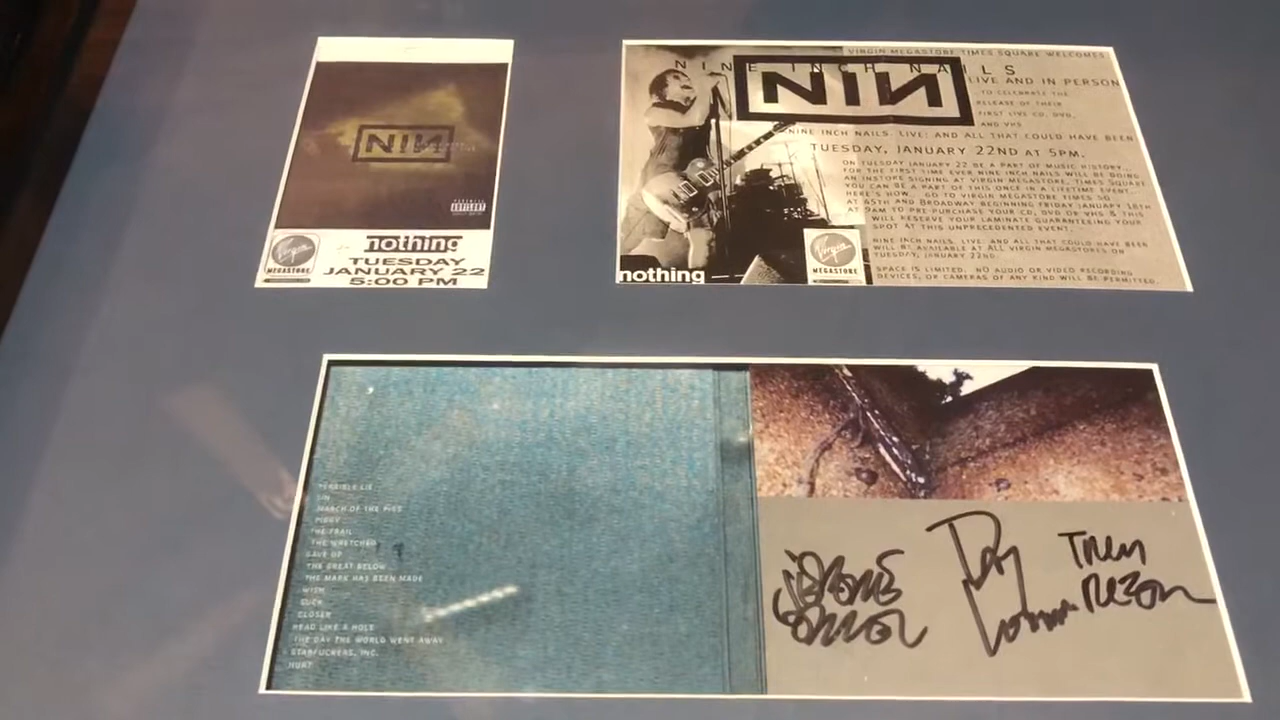 NIN
PARENTAL
ADVISORY
Virgin
MEGASTORE
nothing
TUESDAY
JANUARY 22
5:00 PM
VIRGIN MEGASTORE TIMES SQUARE WELCOMES
NINE INCH NAILS
NIN
LIVE AND IN PERSON
TO CELEBRATE THE
RELEASE OF THEIR
FIRST LIVE CD, DVD,
AND VHS
NINE INCH NAILS LIVE: AND ALL THAT COULD HAVE BEEN
TUESDAY, JANUARY 22ND AT 5PM.
ON TUESDAY JANUARY 22 BE A PART OF MUSIC HISTORY...
FOR THE FIRST TIME EVER NINE INCH NAILS WILL BE DOING
AN INSTORE SIGNING AT VIRGIN MEGASTORE, TIMES SQUARE
YOU CAN BE A PART OF THIS ONCE IN A LIFETIME EVENT...
HERE'S HOW... GO TO VIRGIN MEGASTORE TIMES SQ.
AT 45TH AND BROADWAY BEGINNING FRIDAY JANUARY 18TH
AT 9AM TO PRE-PURCHASE YOUR CD, DVD OR VHS & THIS
WILL RESERVE YOUR LAMINATE GUARANTEEING YOUR
SPOT AT THIS UNPRECEDENTED EVENT.
NINE INCH NAILS, LIVE: AND ALL THAT COULD HAVE BEEN
WILL BE AVAILABLE AT ALL VIRGIN MEGASTORES ON
TUESDAY, JANUARY 22ND.
SPACE IS LIMITED. NO AUDIO OR VIDEO RECORDING
DEVICES, OR CAMERAS OF ANY KIND WILL BE PERMITTED.
nothing
Virgin
MEGASTORE
TERRIBLE LIE
SIN
MARCH OF THE PIGS
PIGGY
THE FRAIL
THE WRETCHED
GAVE UP
THE GREAT BELOW
THE MARK HAS BEEN MADE
WISH
SUCK
CLOSER
HEAD LIKE A HOLE
THE DAY THE WORLD WENT AWAY
STARFUCKERS, INC.
HURT
JEROME
DILLON
Danny
Lohner
TRENT
REZNOR